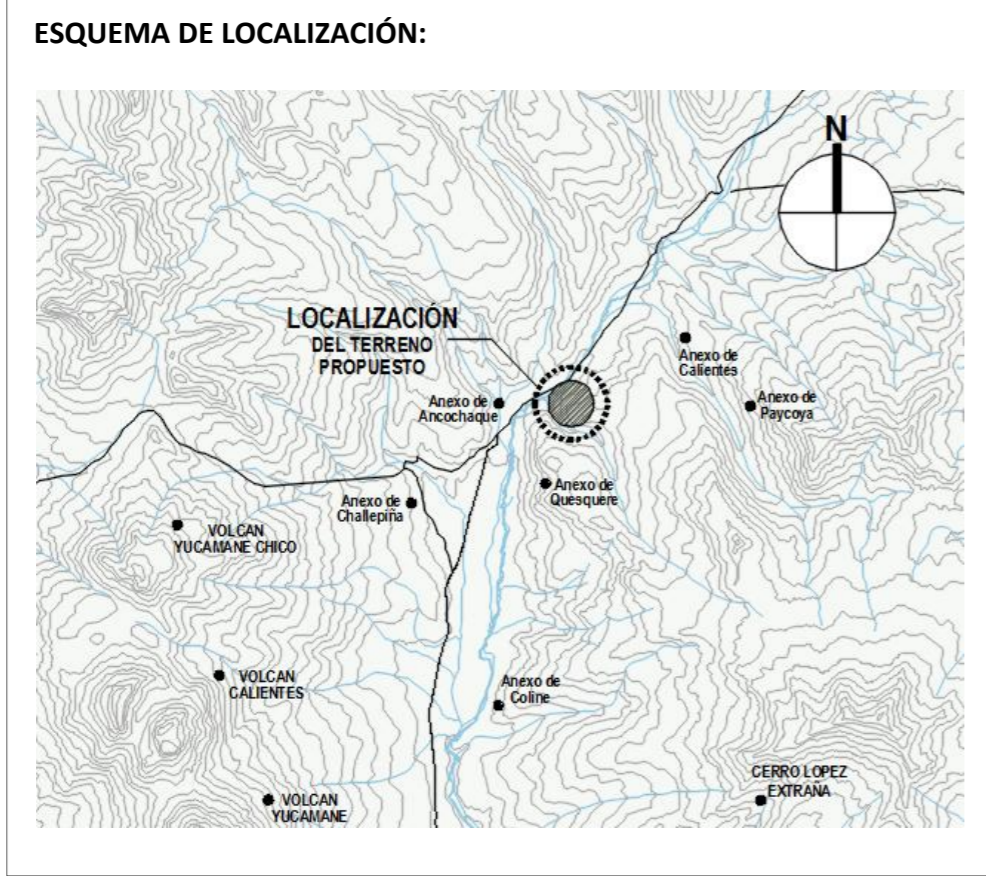 ESQUEMA DE LOCALIZACIÓN:
N
LOCALIZACIÓN
DEL TERRENO
PROPUESTO
Anexo de
Calientes
Anexo de
Ancochaque
Anexo de
Paycoya
Anexo de
Quesquere
Anexo de
Challepiña
VOLCAN
YUCAMANE CHICO
VOLCAN
CALIENTES
Anexo de
Coline
CERRO LOPEZ
EXTRAÑA
VOLCAN
YUCAMANE